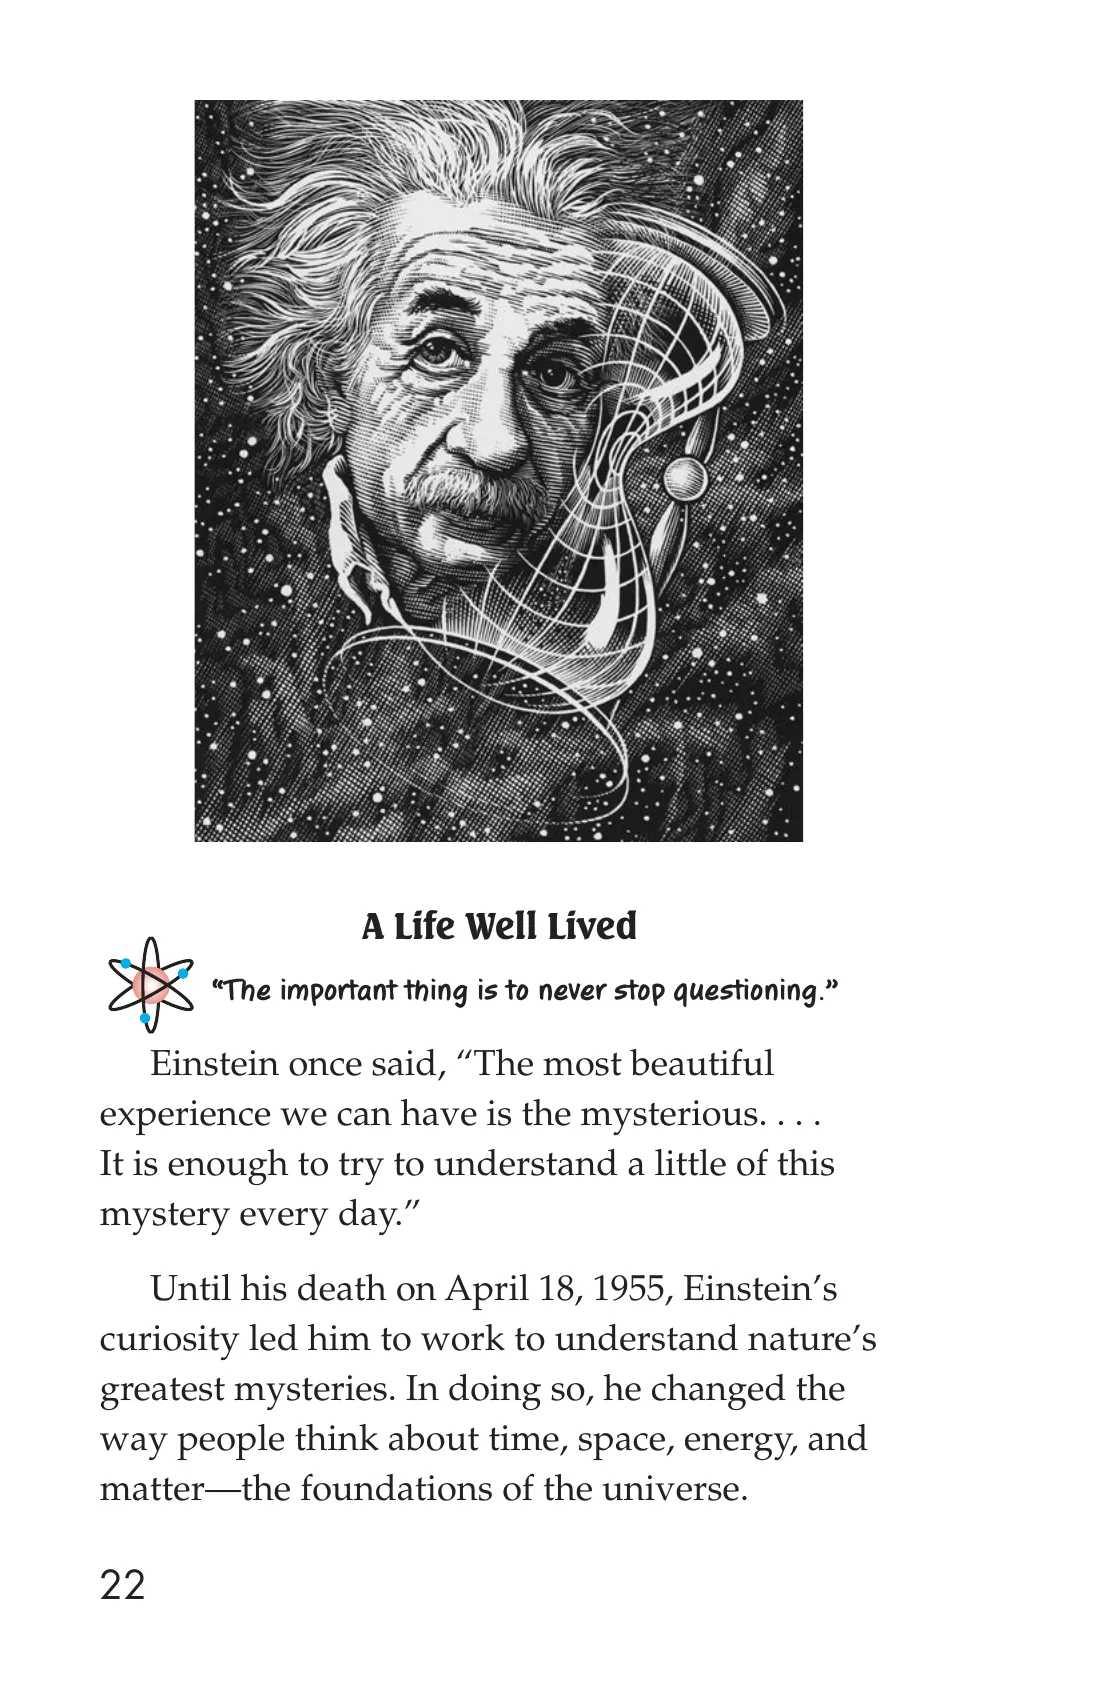 A Life Well Lived
“The important thing is to never stop questioning.”
Einstein once said, “The most beautiful
experience we can have is the mysterious. . . .
It is enough to try to understand a little of this
mystery every day.”
Until his death on April 18, 1955, Einstein’s
curiosity led him to work to understand nature’s
greatest mysteries. In doing so, he changed the
way people think about time, space, energy, and
matter—the foundations of the universe.
22